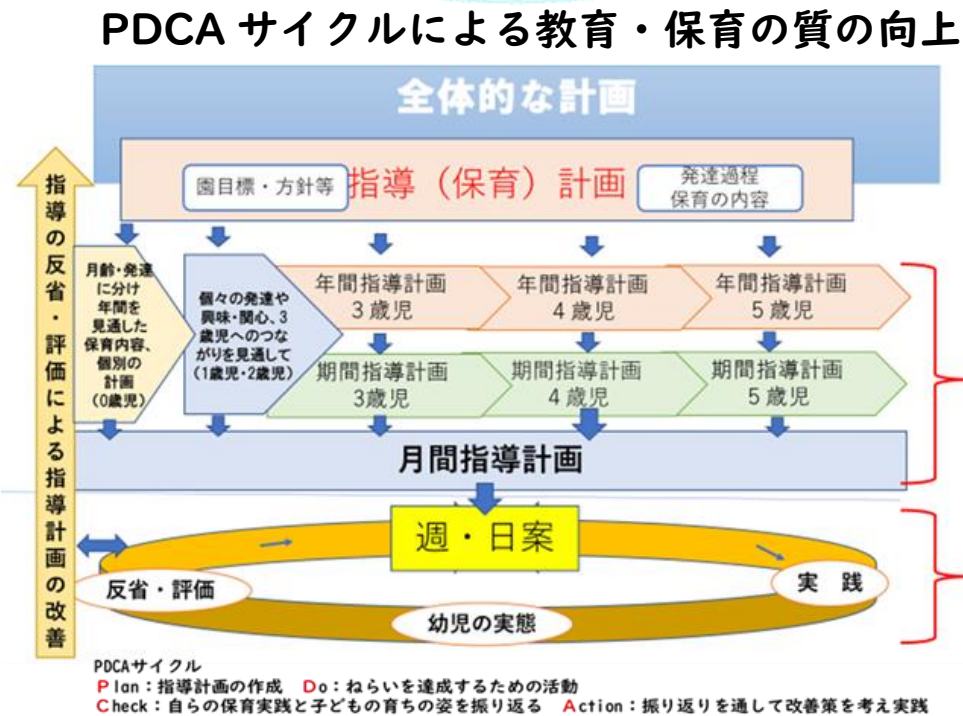 PDCA サイクルによる教育・保育の質の向上
全体的な計画
園目標・方針等
指導（保育）計画
発達過程
保育の内容
指導の反省・評価による指導計画の改善
月齢・発達
に分け
年間を
見通した
保育内容、
個別の
計画
(0歳児)
個々の発達や
興味・関心、3
歳児へのつな
がりを見通して
(1歳児・2歳児)
年間指導計画
３歳児
年間指導計画
４歳児
年間指導計画
５歳児
期間指導計画
3歳児
期間指導計画
４歳児
期間指導計画
５歳児
月間指導計画
週・日案
反省・評価
実　践
幼児の実態
PDCAサイクル
Plan：指導計画の作成　Do：ねらいを達成するための活動
Check：自らの保育実践と子どもの育ちの姿を振り返る　Action：振り返りを通して改善策を考え実践